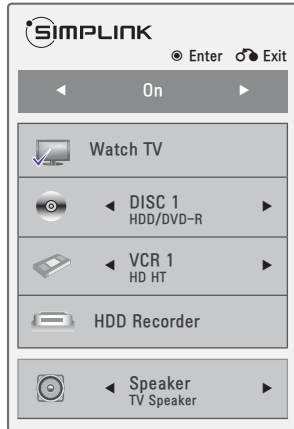 SIMPLINK
Enter Exit
On
Watch TV
DISC 1
HDD/DVD-R
VCR 1
HD HT
HDD Recorder
Speaker
TV Speaker